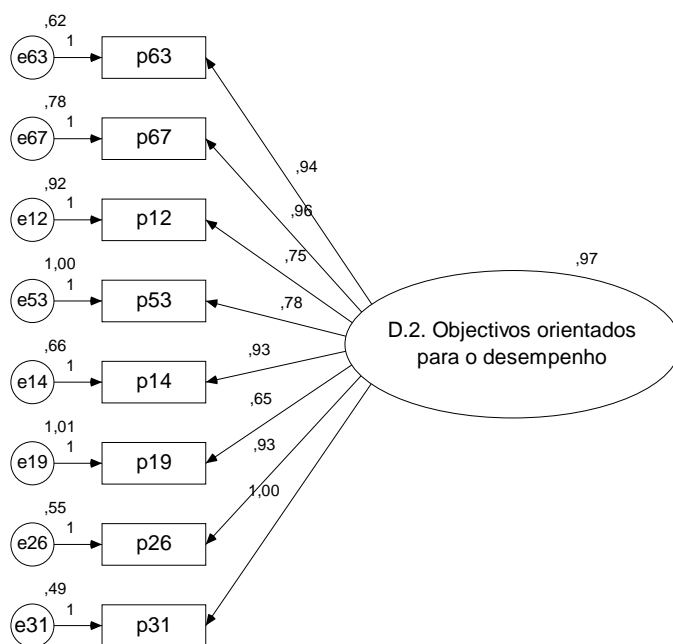 ,62
1
e63
p63
,94
,78
1
e67
p67
,96
,92
1
e12
p12
,75
1,00
1
e53
p53
,78
,97
D.2. Objectivos orientados
para o desempenho
,66
1
e14
p14
,93
1,01
1
e19
p19
,65
,55
1
e26
p26
,93
,49
1
e31
p31
1,00